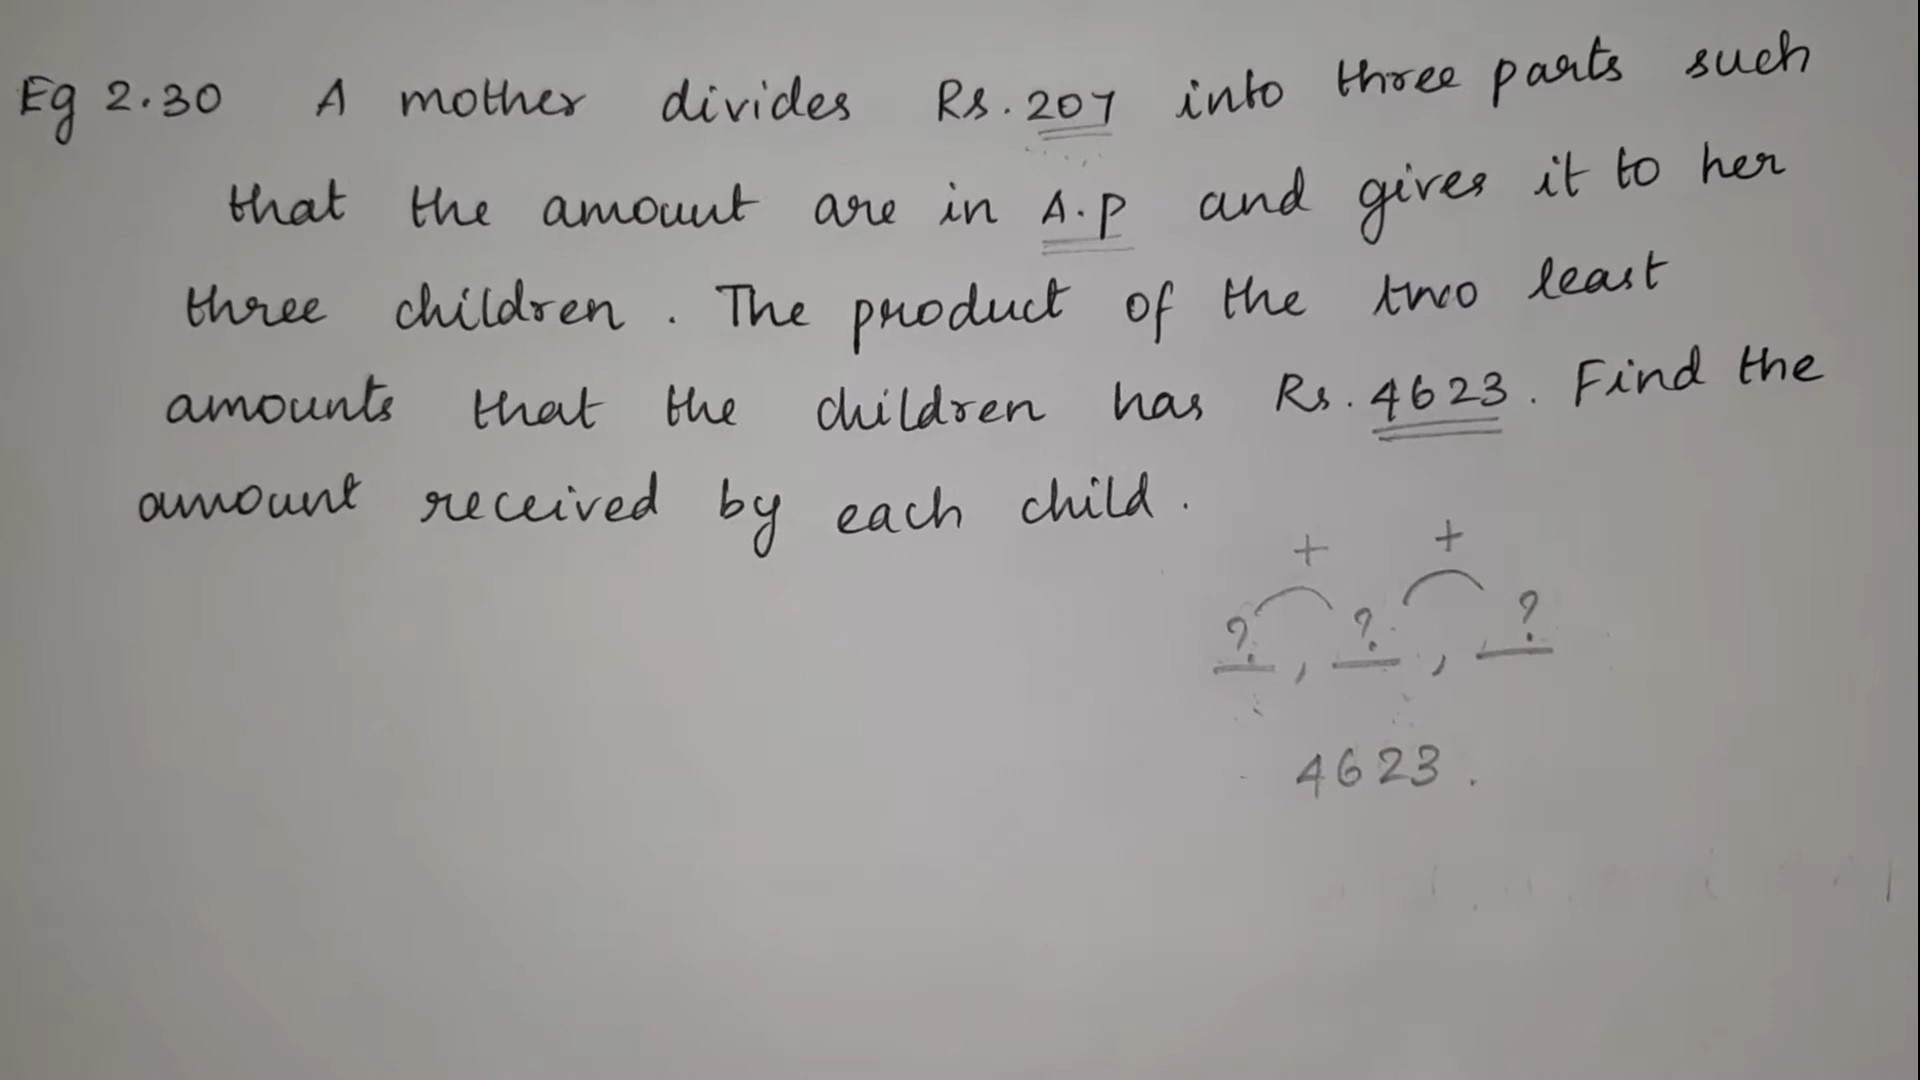 Eg 2.30 A mother divides Rs. 207 into three parts such
that the amount are in A.P and gives it to her
three children. The product of the two least
amounts that the children has Rs. 4623. Find the
amount received by each child.
+ +
?, ?, ?
4623.